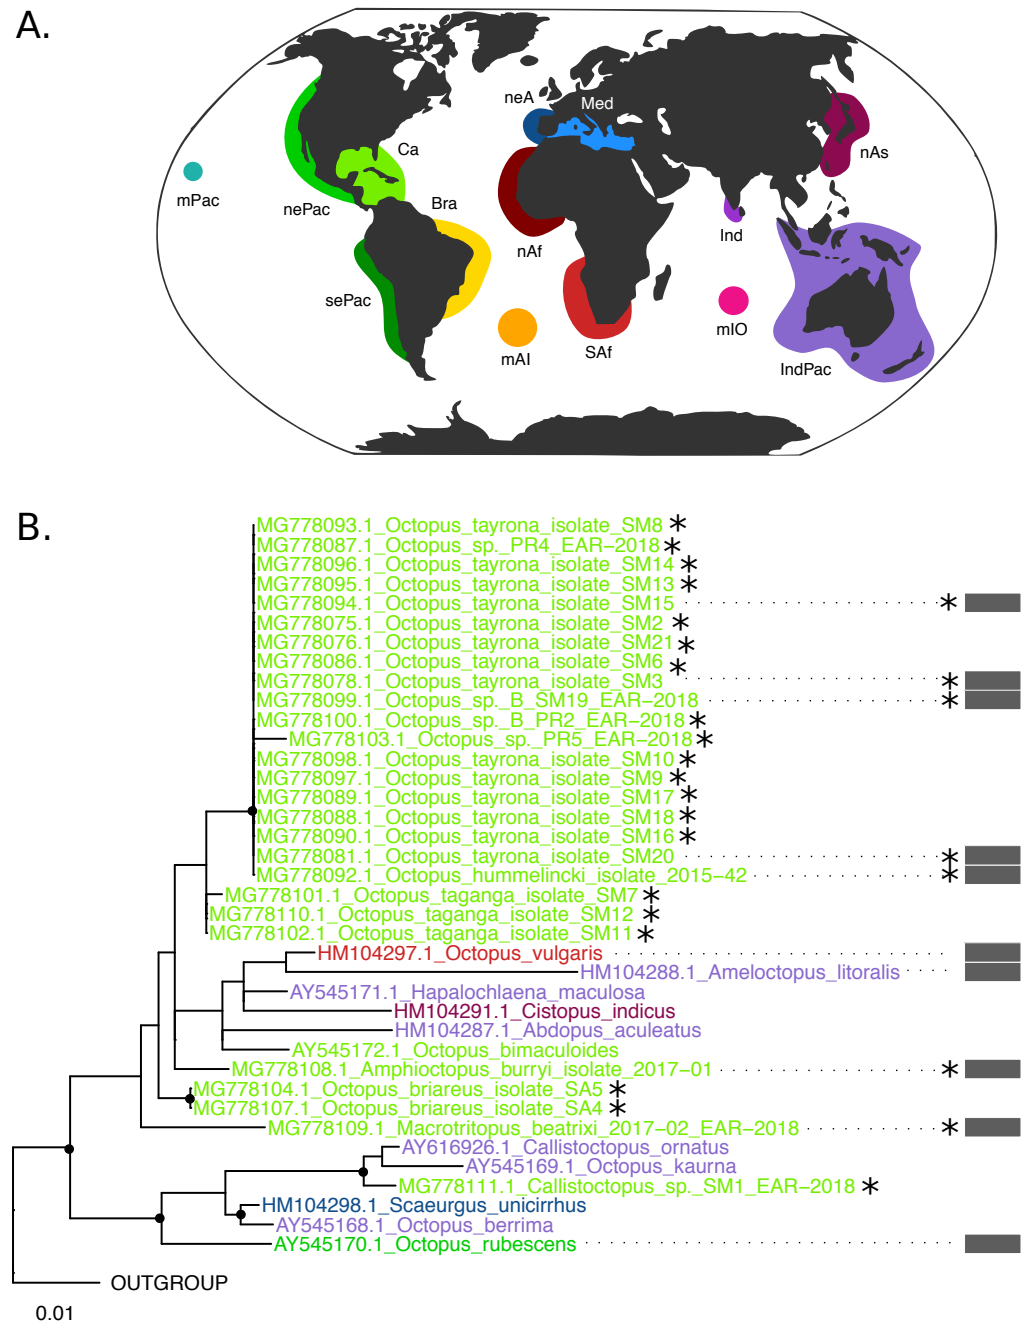 A.
neA
Med
Ca
nAs
mPac
nePac
Bra
Ind
nAf
sePac
mIO
mAI
SAf
IndPac
B.
MG778093.1_Octopus_tayrona_isolate_SM8 *
MG778087.1_Octopus_sp._PR4_EAR−2018 *
MG778096.1_Octopus_tayrona_isolate_SM14 *
MG778095.1_Octopus_tayrona_isolate_SM13 *
MG778094.1_Octopus_tayrona_isolate_SM15 *
MG778075.1_Octopus_tayrona_isolate_SM2 *
MG778076.1_Octopus_tayrona_isolate_SM21 *
MG778086.1_Octopus_tayrona_isolate_SM6 *
MG778078.1_Octopus_tayrona_isolate_SM3 *
MG778099.1_Octopus_sp._B_SM19_EAR−2018 *
MG778100.1_Octopus_sp._B_PR2_EAR−2018 *
MG778103.1_Octopus_sp._PR5_EAR−2018 *
MG778098.1_Octopus_tayrona_isolate_SM10 *
MG778097.1_Octopus_tayrona_isolate_SM9 *
MG778089.1_Octopus_tayrona_isolate_SM17 *
MG778088.1_Octopus_tayrona_isolate_SM18 *
MG778090.1_Octopus_tayrona_isolate_SM16 *
MG778081.1_Octopus_tayrona_isolate_SM20 *
MG778092.1_Octopus_hummelincki_isolate_2015−42 *
MG778101.1_Octopus_taganga_isolate_SM7 *
MG778110.1_Octopus_taganga_isolate_SM12 *
MG778102.1_Octopus_taganga_isolate_SM11 *
HM104297.1_Octopus_vulgaris
HM104288.1_Ameloctopus_litoralis
AY545171.1_Hapalochlaena_maculosa
HM104291.1_Cistopus_indicus
HM104287.1_Abdopus_aculeatus
AY545172.1_Octopus_bimaculoides
MG778108.1_Amphioctopus_burryi_isolate_2017−01 *
MG778104.1_Octopus_briareus_isolate_SA5 *
MG778107.1_Octopus_briareus_isolate_SA4 *
MG778109.1_Macrotritopus_beatrixi_2017−02_EAR−2018 *
AY616926.1_Callistoctopus_ornatus
AY545169.1_Octopus_kaurna
MG778111.1_Callistoctopus_sp._SM1_EAR−2018 *
HM104298.1_Scaeurgus_unicirrhus
AY545168.1_Octopus_berrima
AY545170.1_Octopus_rubescens
OUTGROUP
0.01